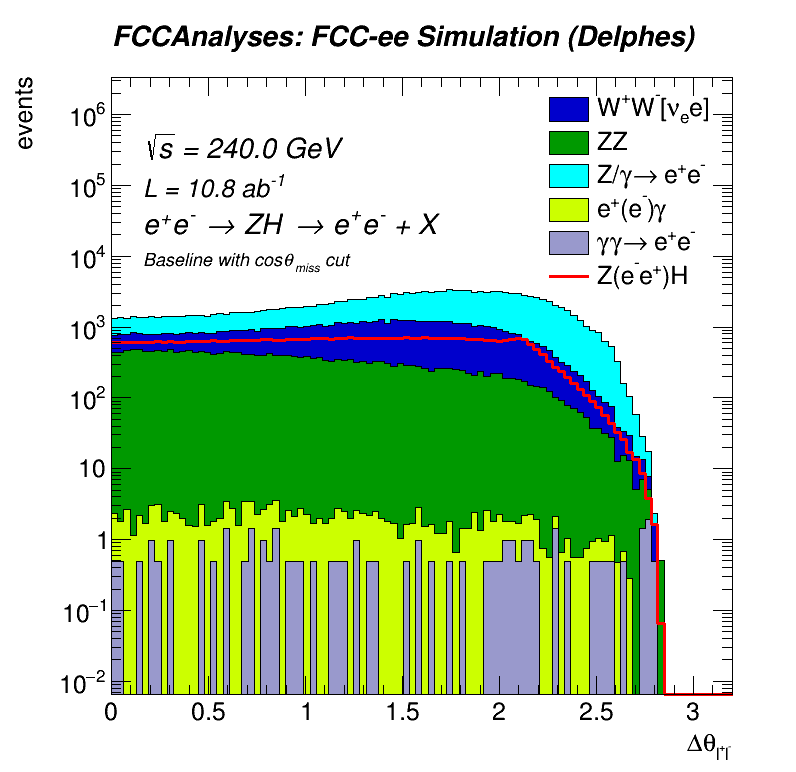 FCCAnalyses: FCC-ee Simulation (Delphes)
events
10⁶
10⁵
10⁴
10³
10²
10
1
10⁻¹
10⁻²
√s = 240.0 GeV
L = 10.8 ab⁻¹
e⁺e⁻ → ZH → e⁺e⁻ + X
Baseline with cosθ_miss cut
W⁺W⁻[νₑe]
ZZ
Z/γ→ e⁺e⁻
e⁺(e⁻)γ
γγ→ e⁺e⁻
Z(e⁻e⁺)H
0 0.5 1 1.5 2 2.5 3
Δθ_l⁺l⁻